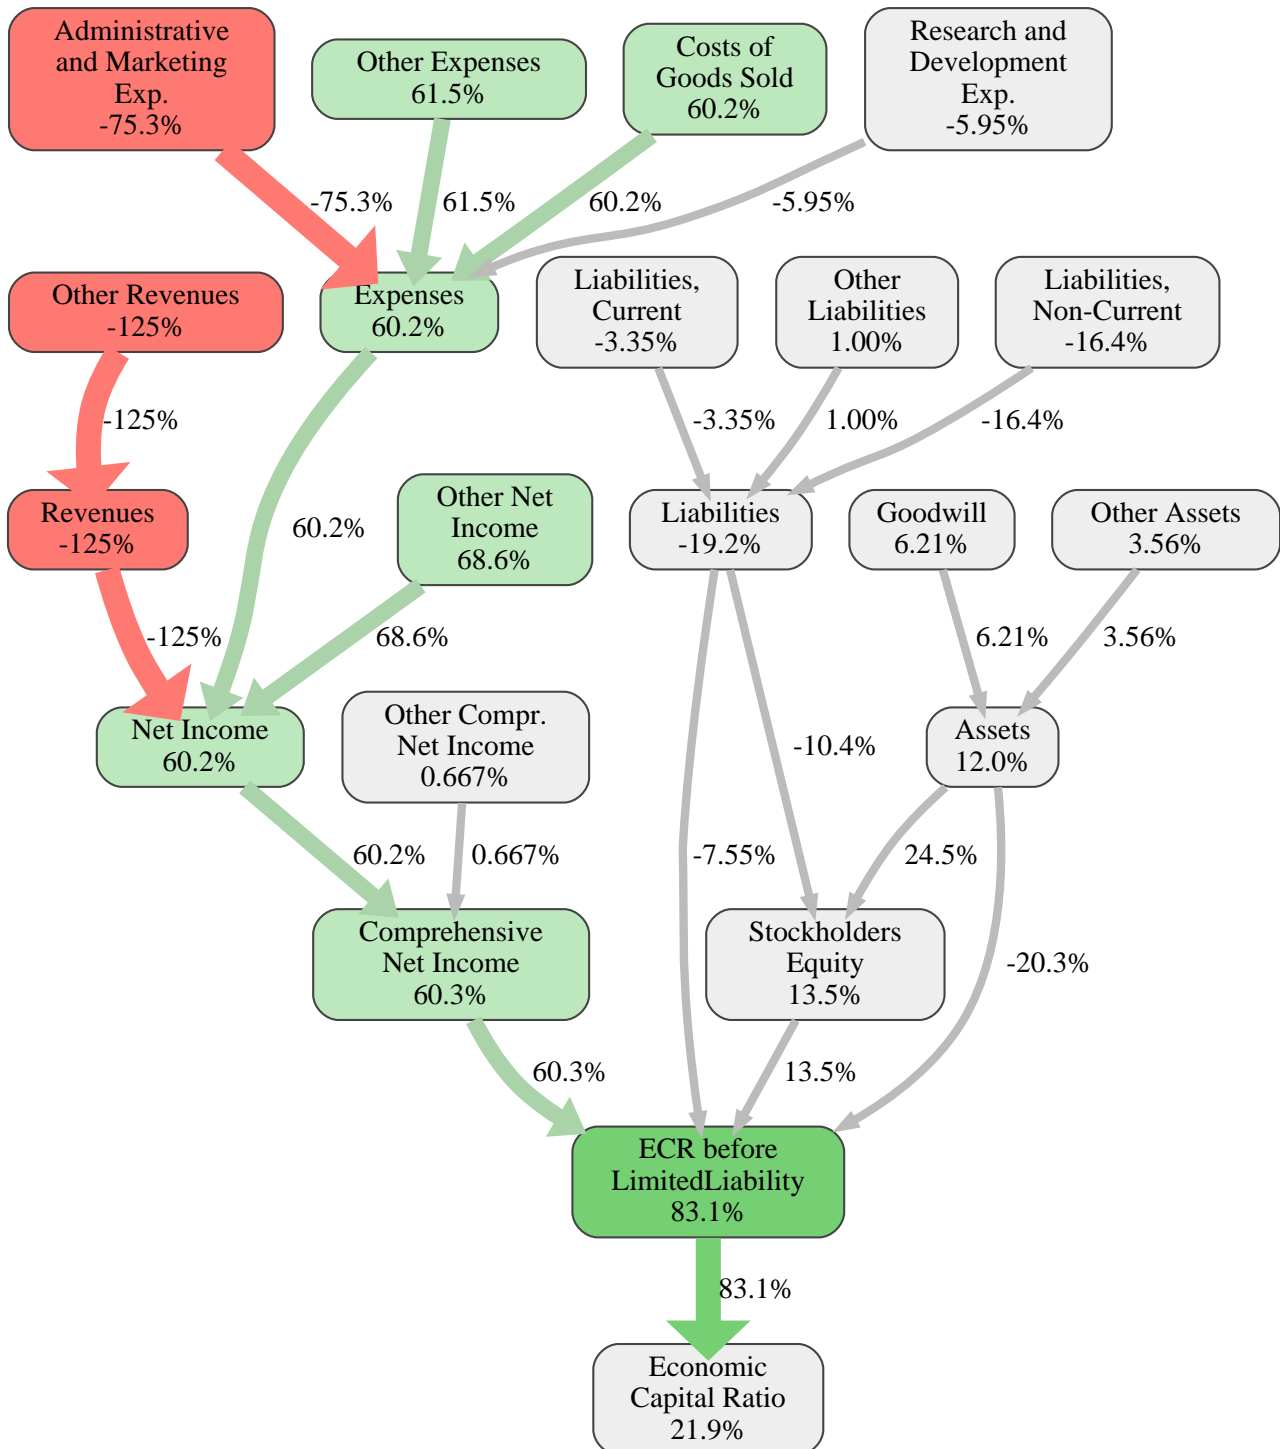 Administrative
and Marketing
Exp.
-75.3%
Other Expenses
61.5%
Costs of
Goods Sold
60.2%
Research and
Development
Exp.
-5.95%
-75.3%
61.5%
60.2%
-5.95%
Other Revenues
-125%
Expenses
60.2%
Liabilities,
Current
-3.35%
Other
Liabilities
1.00%
Liabilities,
Non-Current
-16.4%
-125%
-3.35%
1.00%
-16.4%
Revenues
-125%
60.2%
Other Net
Income
68.6%
Liabilities
-19.2%
Goodwill
6.21%
Other Assets
3.56%
-125%
68.6%
6.21%
3.56%
Net Income
60.2%
Other Compr.
Net Income
0.667%
-10.4%
Assets
12.0%
60.2%
0.667%
-7.55%
24.5%
Comprehensive
Net Income
60.3%
Stockholders
Equity
13.5%
-20.3%
60.3%
13.5%
ECR before
LimitedLiability
83.1%
83.1%
Economic
Capital Ratio
21.9%